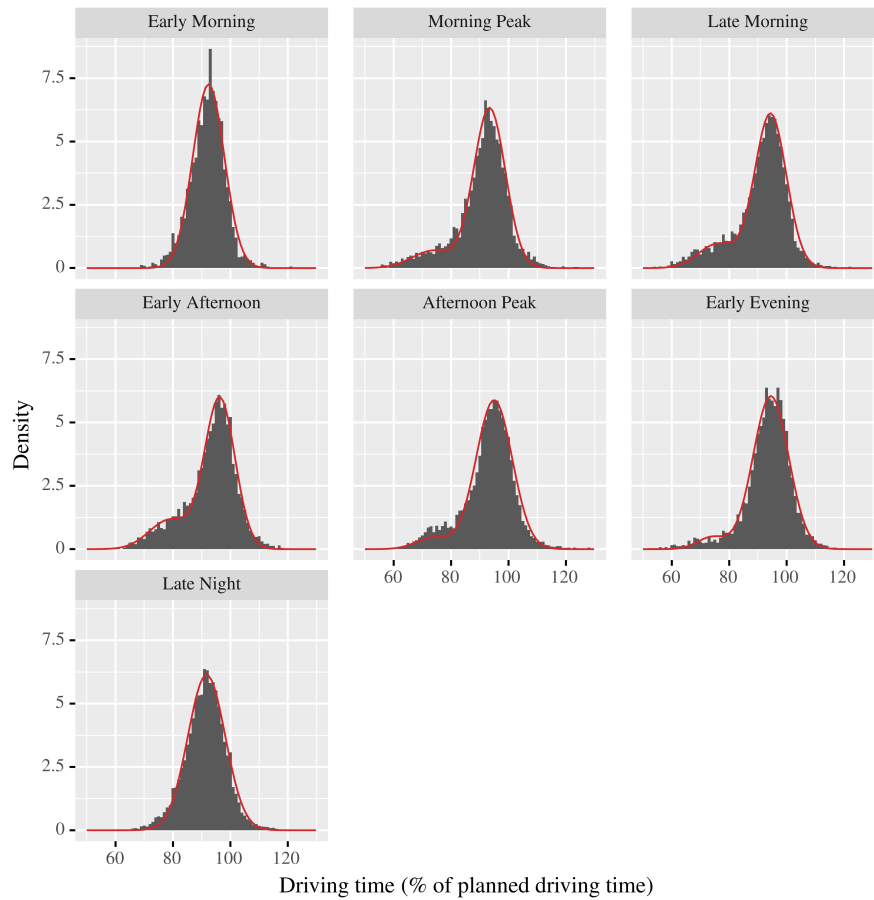 Early Morning Morning Peak Late Morning
7.5
5
2.5
0
Early Afternoon Afternoon Peak Early Evening
7.5
5
2.5
0
60 80 100 120 60 80 100 120
Late Night
7.5
5
2.5
0
60 80 100 120
Density
Driving time (% of planned driving time)